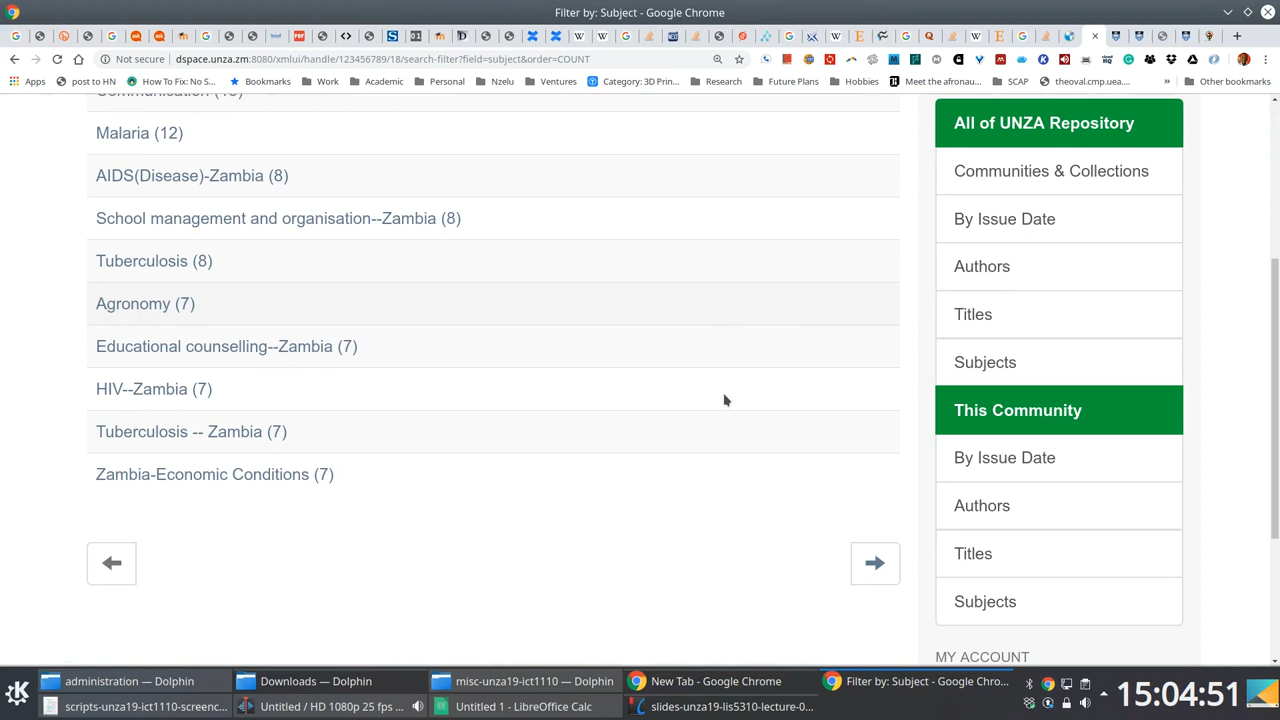 Filter by: Subject - Google Chrome
Not secure
dspace.unza.zm:8080/xmlui/handle/123456789/18/search-filter?field=subject&order=COUNT
Apps
post to HN
How To Fix: No S...
Bookmarks
Work
Academic
Personal
Nzelu
Ventures
Category: 3D Prin...
Research
Future Plans
Hobbies
Meet the afronau...
SCAP
theoval.cmp.uea....
»
Other bookmarks
Malaria (12)
AIDS(Disease)-Zambia (8)
School management and organisation--Zambia (8)
Tuberculosis (8)
Agronomy (7)
Educational counselling--Zambia (7)
HIV--Zambia (7)
Tuberculosis -- Zambia (7)
Zambia-Economic Conditions (7)
All of UNZA Repository
Communities & Collections
By Issue Date
Authors
Titles
Subjects
This Community
By Issue Date
Authors
Titles
Subjects
MY ACCOUNT
administration — Dolphin
Downloads — Dolphin
misc-unza19-ict1110 — Dolphin
New Tab - Google Chrome
Filter by: Subject - Google Chro...
scripts-unza19-ict1110-screenc...
Untitled / HD 1080p 25 fps ...
Untitled 1 - LibreOffice Calc
slides-unza19-lis5310-lecture-0...
15:04:51